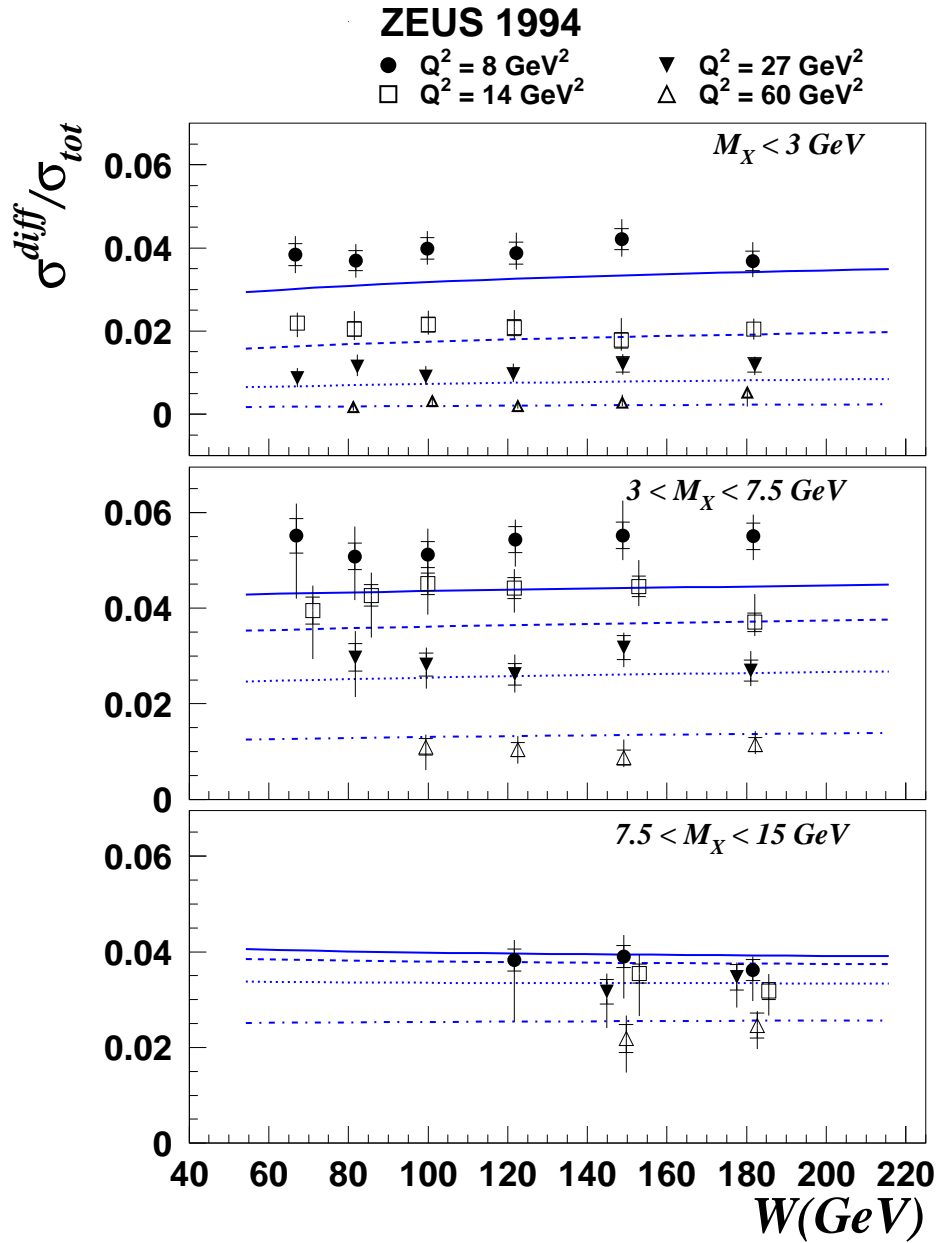 ZEUS 1994
Q² = 8 GeV² Q² = 27 GeV²
Q² = 14 GeV² Q² = 60 GeV²
σ^diff/σ_tot
M_X < 3 GeV
0.06
0.04
0.02
0
3 < M_X < 7.5 GeV
0.06
0.04
0.02
0
7.5 < M_X < 15 GeV
0.06
0.04
0.02
0
40 60 80 100 120 140 160 180 200 220
W(GeV)